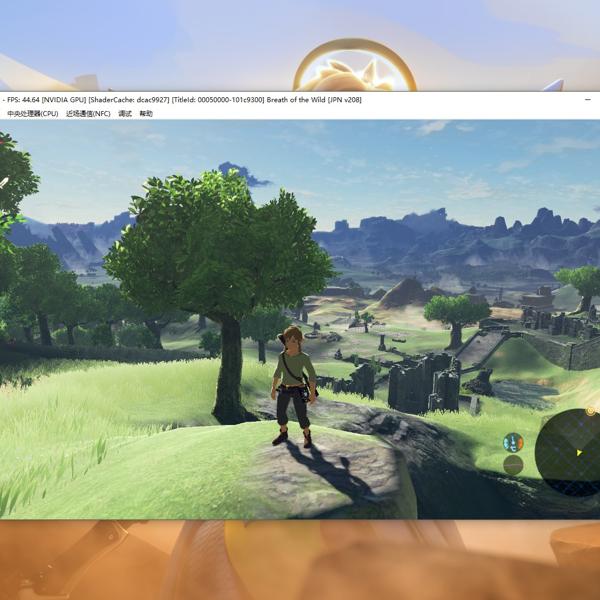 - FPS: 44.64 [NVIDIA GPU] [ShaderCache: dcac9927] [TitleId: 00050000-101c9300] Breath of the Wild [JPN v208]
中央处理器(CPU) 近场通信(NFC) 调试 帮助